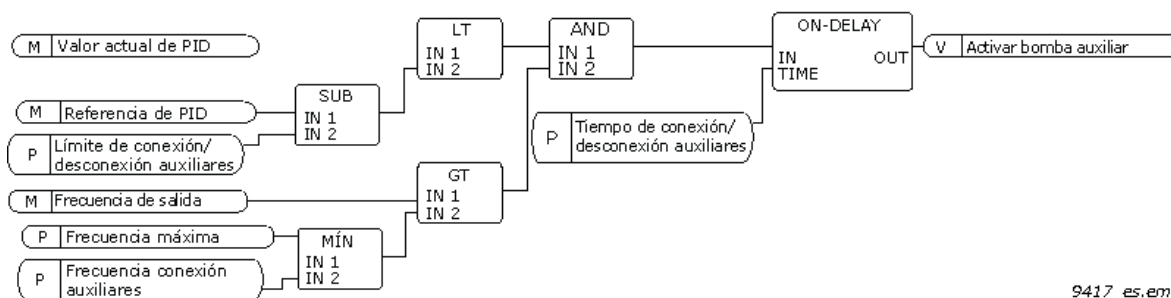 LT
IN 1
IN 2
AND
IN 1
IN 2
ON-DELAY
IN
TIME
OUT
M Valor actual de PID
V Activar bomba auxiliar
SUB
IN 1
IN 2
M Referencia de PID
P Límite de conexión/
desconexión auxiliares
P Tiempo de conexión/
desconexión auxiliares
GT
IN 1
IN 2
M Frecuencia de salida
P Frecuencia máxima
MÍN
IN 1
IN 2
P Frecuencia conexión
auxiliares
9417_es.em